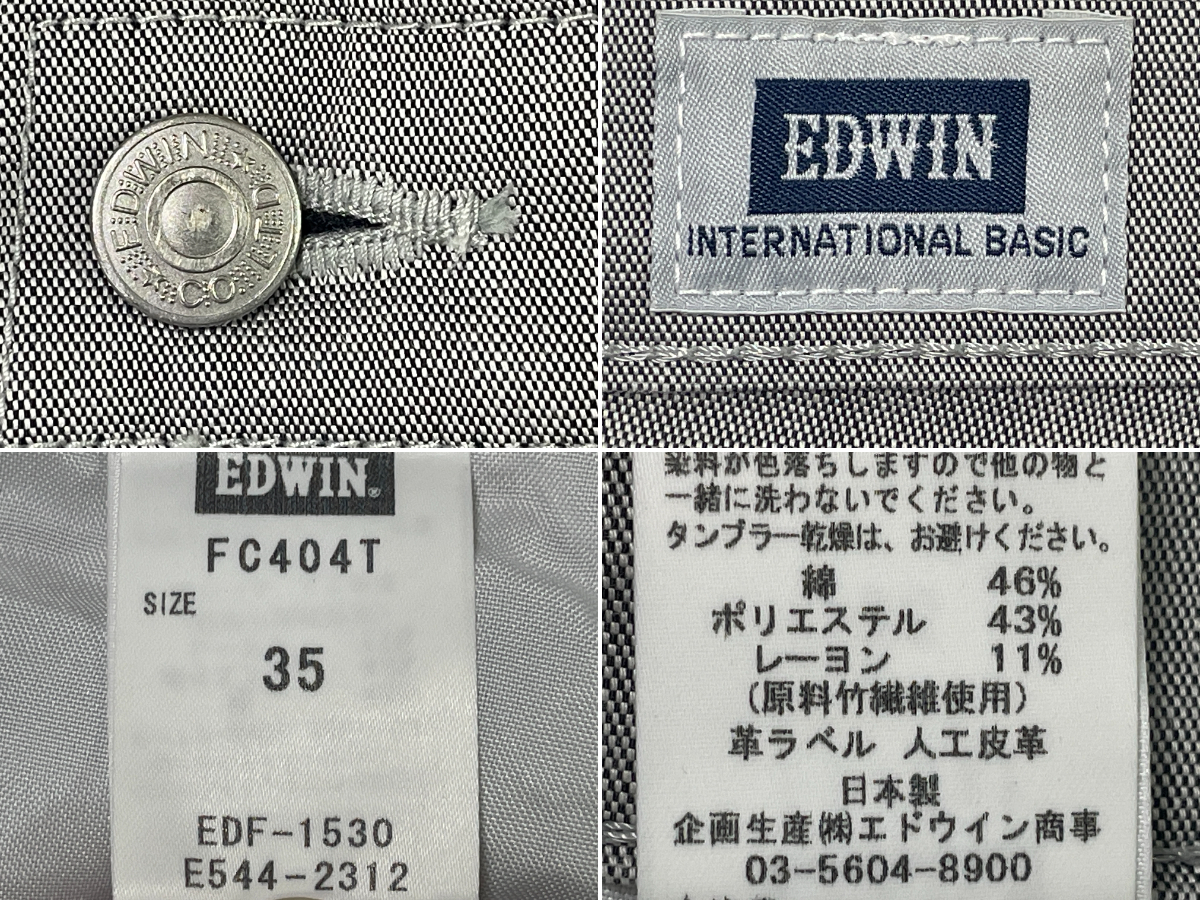 EDWIN
CO
EDWIN
INTERNATIONAL BASIC
EDWIN®
FC404T
SIZE
35
EDF-1530
E544-2312
染料が色落ちしますので他の物と
一緒に洗わないでください。
タンブラー乾燥は、お避けください。
綿 46%
ポリエステル 43%
レーヨン 11%
(原料竹繊維使用)
革ラベル 人工皮革
日本製
企画生産㈱エドウイン商事
03-5604-8900